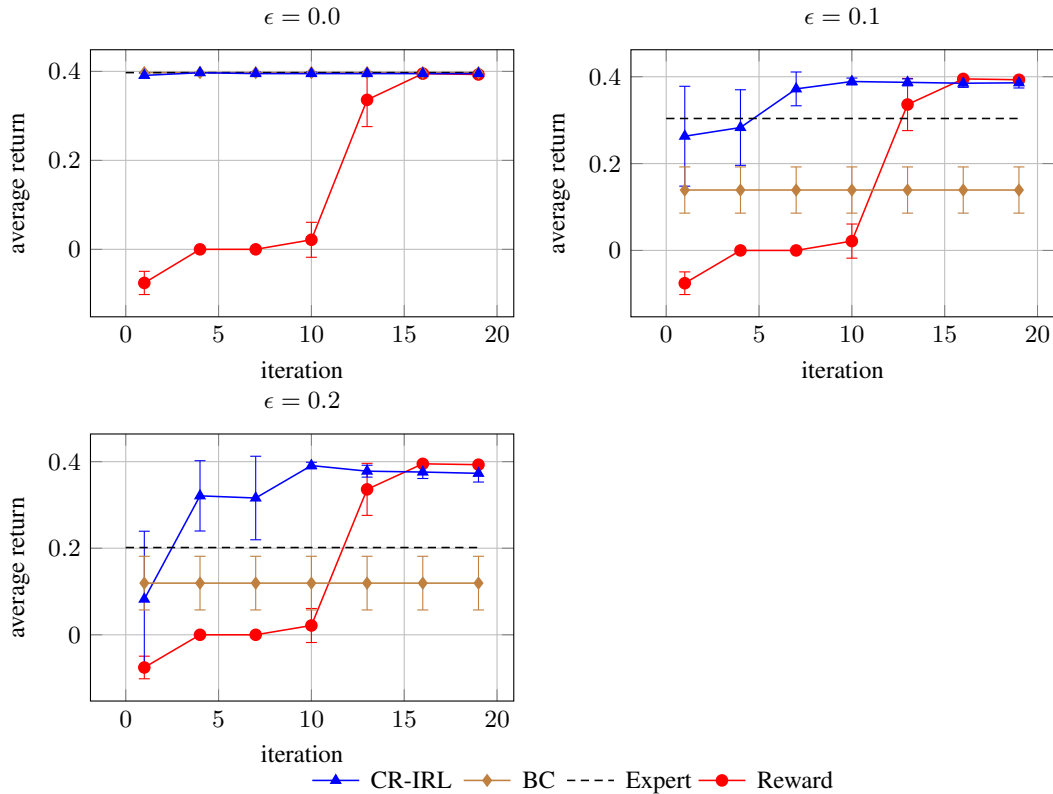 ϵ = 0.0
0.4
0.2
0
average return
0 5 10 15 20
iteration
ϵ = 0.1
0.4
0.2
0
average return
0 5 10 15 20
iteration
ϵ = 0.2
0.4
0.2
0
average return
0 5 10 15 20
iteration
CR-IRL BC Expert Reward